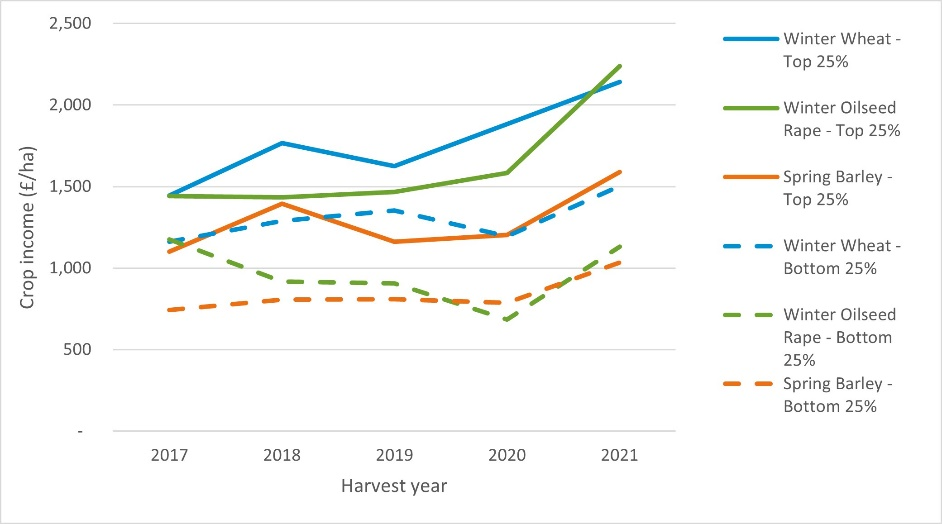 2,500
2,000
1,500
1,000
500
-
Crop income (£/ha)
2017 2018 2019 2020 2021
Harvest year
Winter Wheat -
Top 25%
Winter Oilseed
Rape - Top 25%
Spring Barley -
Top 25%
Winter Wheat -
Bottom 25%
Winter Oilseed
Rape - Bottom
25%
Spring Barley -
Bottom 25%